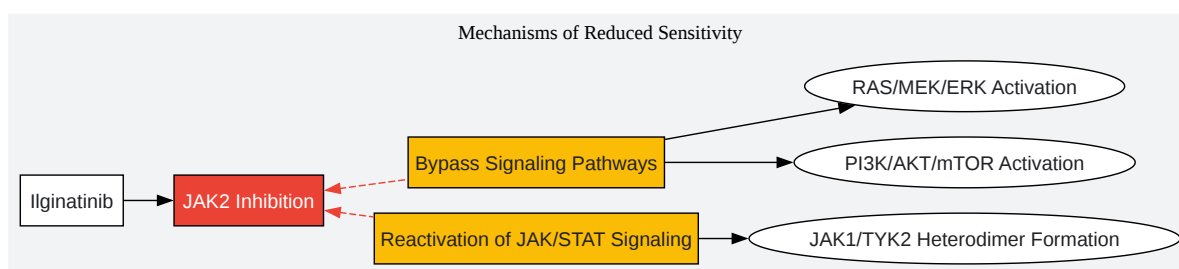 Mechanisms of Reduced Sensitivity
RAS/MEK/ERK Activation
Bypass Signaling Pathways
PI3K/AKT/mTOR Activation
Ilginatinib
JAK2 Inhibition
Reactivation of JAK/STAT Signaling
JAK1/TYK2 Heterodimer Formation